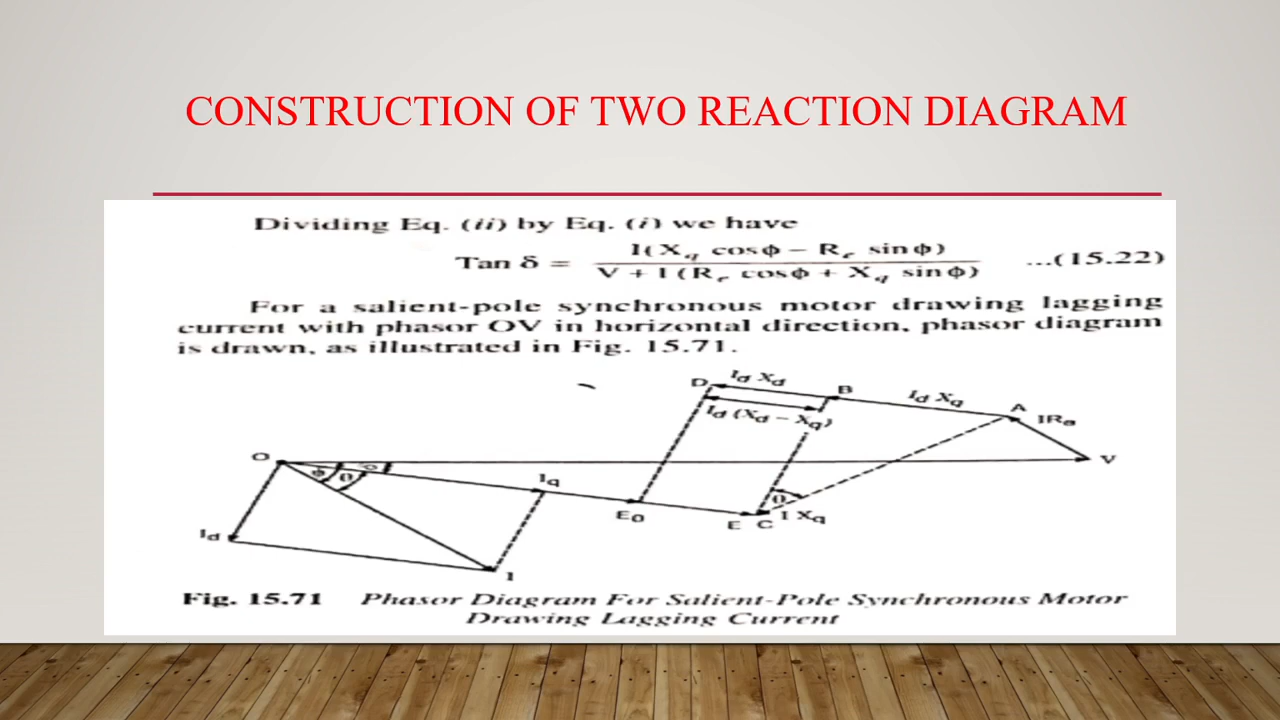 CONSTRUCTION OF TWO REACTION DIAGRAM
Dividing Eq. (ii) by Eq. (i) we have
Tan δ = I(X_q cosϕ − R_e sinϕ) / V + I(R_e cosϕ + X_q sinϕ) ...(15.22)
For a salient-pole synchronous motor drawing lagging
current with phasor OV in horizontal direction, phasor diagram
is drawn, as illustrated in Fig. 15.71.
D I_d X_d B I_d X_q A
I_d (X_d − X_q) IR_e
O V
ϕ θ δ I_q
θ
E_0 E C I X_q
I_d
I
Fig. 15.71 Phasor Diagram For Salient-Pole Synchronous Motor
Drawing Lagging Current